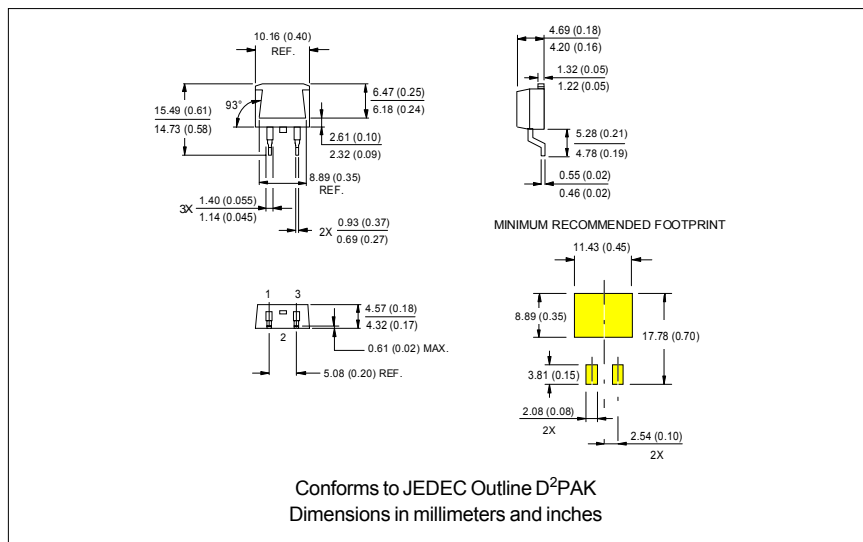 10.16 (0.40)
REF.
15.49 (0.61)
14.73 (0.58)
93°
6.47 (0.25)
6.18 (0.24)
2.61 (0.10)
2.32 (0.09)
8.89 (0.35)
REF.
3X
1.40 (0.055)
1.14 (0.045)
2X
0.93 (0.37)
0.69 (0.27)
4.69 (0.18)
4.20 (0.16)
1.32 (0.05)
1.22 (0.05)
5.28 (0.21)
4.78 (0.19)
0.55 (0.02)
0.46 (0.02)
1 3
2
4.57 (0.18)
4.32 (0.17)
0.61 (0.02) MAX.
5.08 (0.20) REF.
MINIMUM RECOMMENDED FOOTPRINT
11.43 (0.45)
8.89 (0.35)
17.78 (0.70)
3.81 (0.15)
2.08 (0.08)
2X
2.54 (0.10)
2X
Conforms to JEDEC Outline D²PAK
Dimensions in millimeters and inches